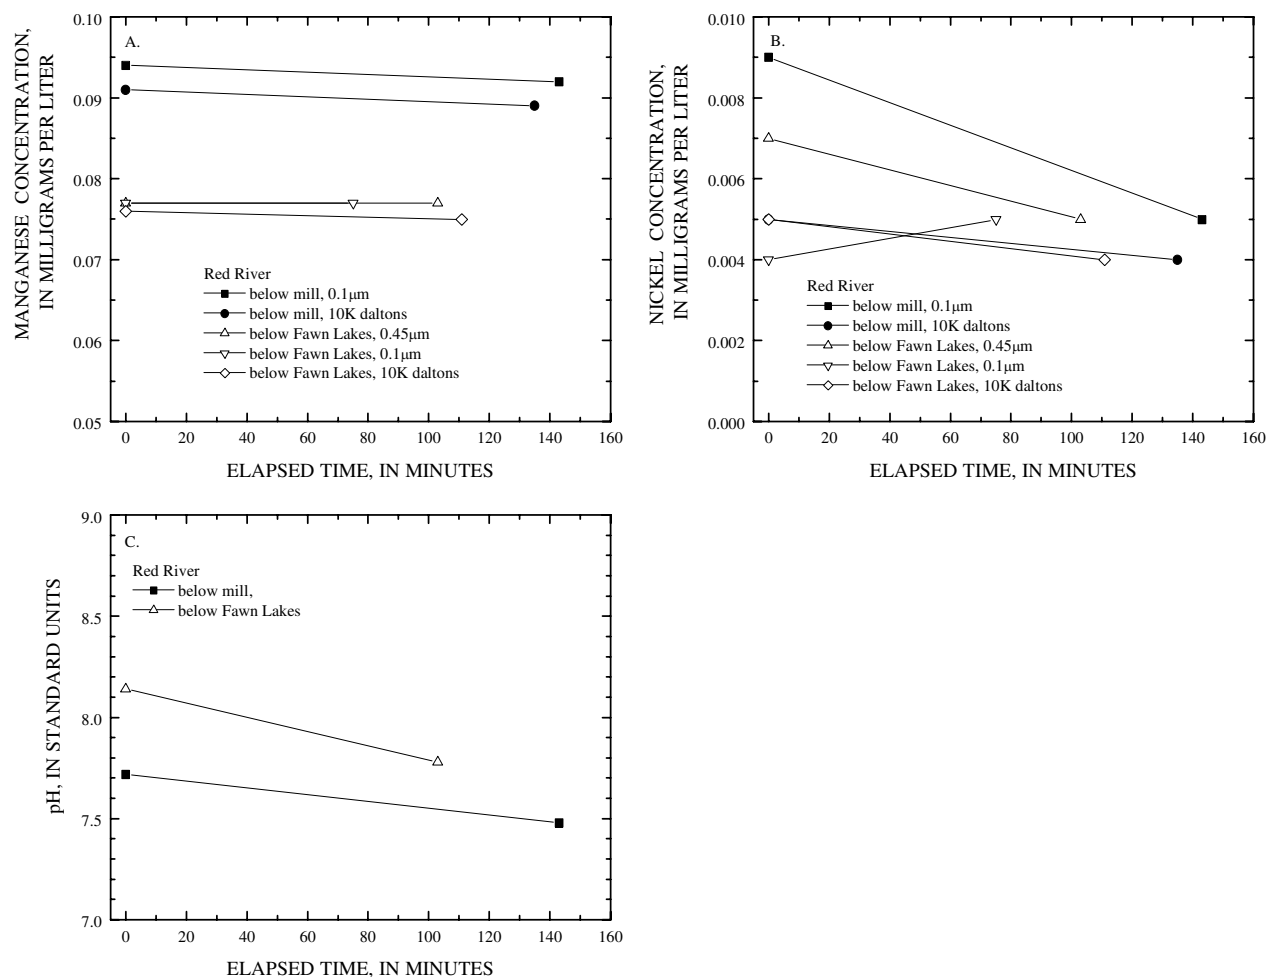 A.
MANGANESE CONCENTRATION,
IN MILLIGRAMS PER LITER
0.10
0.09
0.08
0.07
0.06
0.05
Red River
below mill, 0.1µm
below mill, 10K daltons
below Fawn Lakes, 0.45µm
below Fawn Lakes, 0.1µm
below Fawn Lakes, 10K daltons
0 20 40 60 80 100 120 140 160
ELAPSED TIME, IN MINUTES
B.
NICKEL CONCENTRATION,
IN MILLIGRAMS PER LITER
0.010
0.008
0.006
0.004
0.002
0.000
Red River
below mill, 0.1µm
below mill, 10K daltons
below Fawn Lakes, 0.45µm
below Fawn Lakes, 0.1µm
below Fawn Lakes, 10K daltons
0 20 40 60 80 100 120 140 160
ELAPSED TIME, IN MINUTES
C.
pH, IN STANDARD UNITS
9.0
8.5
8.0
7.5
7.0
Red River
below mill,
below Fawn Lakes
0 20 40 60 80 100 120 140 160
ELAPSED TIME, IN MINUTES